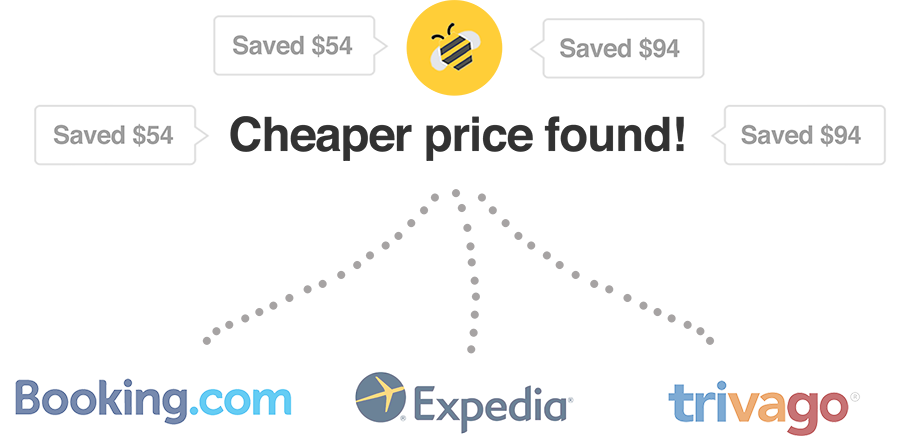 Saved $54
Saved $94
Saved $54
Cheaper price found!
Saved $94
Booking.com
Expedia®
trivago®